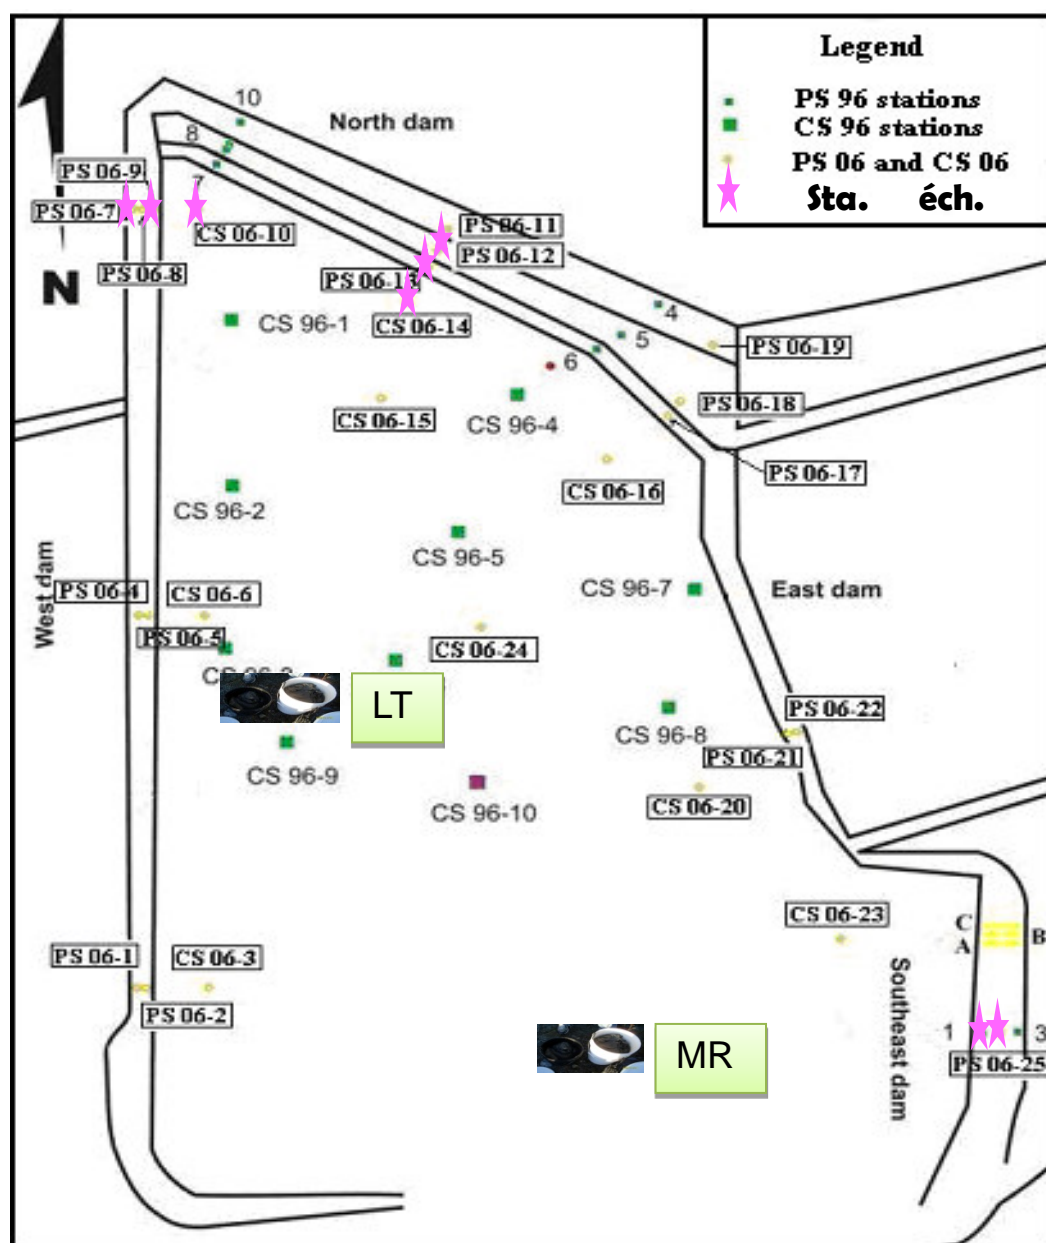 Legend
PS 96 stations
CS 96 stations
PS 06 and CS 06
Sta. éch.
10
North dam
8
PS 06-9
7
PS 06-7
CS 06-10
PS 06-8
N
PS 06-11
PS 06-12
PS 06-13
CS 06-14
CS 96-1
4
5
6
PS 06-19
CS 06-15
CS 96-4
PS 06-18
PS 06-17
CS 06-16
CS 96-2
CS 96-5
CS 96-7
East dam
West dam
PS 06-4
CS 06-6
PS 06-5
CS 06-24
LT
CS 96-8
PS 06-22
PS 06-21
CS 96-9
CS 96-10
CS 06-20
CS 06-23
C
A
B
PS 06-1
CS 06-3
PS 06-2
Southeast dam
1
3
PS 06-25
MR